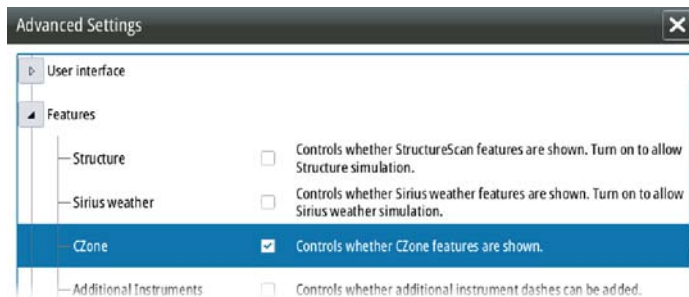 Advanced Settings
User interface
Features
Structure
Controls whether StructureScan features are shown. Turn on to allow
Structure simulation.
Sirius weather
Controls whether Sirius weather features are shown. Turn on to allow
Sirius weather simulation.
CZone
Controls whether CZone features are shown.
Additional Instruments
Controls whether additional instrument dashes can be added.